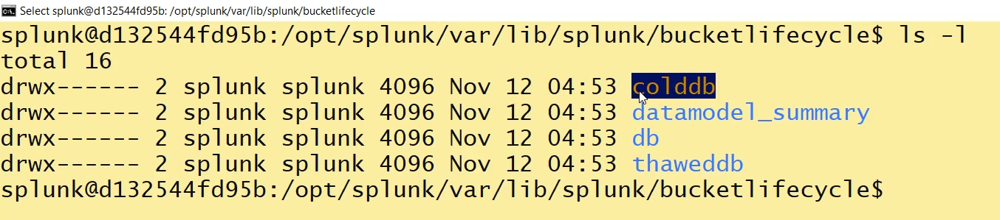 Select splunk@d132544fd95b: /opt/splunk/var/lib/splunk/bucketlifecycle
splunk@d132544fd95b:/opt/splunk/var/lib/splunk/bucketlifecycle$ ls -l
total 16
drwx------ 2 splunk splunk 4096 Nov 12 04:53 colddb
drwx------ 2 splunk splunk 4096 Nov 12 04:53 datamodel_summary
drwx------ 2 splunk splunk 4096 Nov 12 04:53 db
drwx------ 2 splunk splunk 4096 Nov 12 04:53 thaweddb
splunk@d132544fd95b:/opt/splunk/var/lib/splunk/bucketlifecycle$